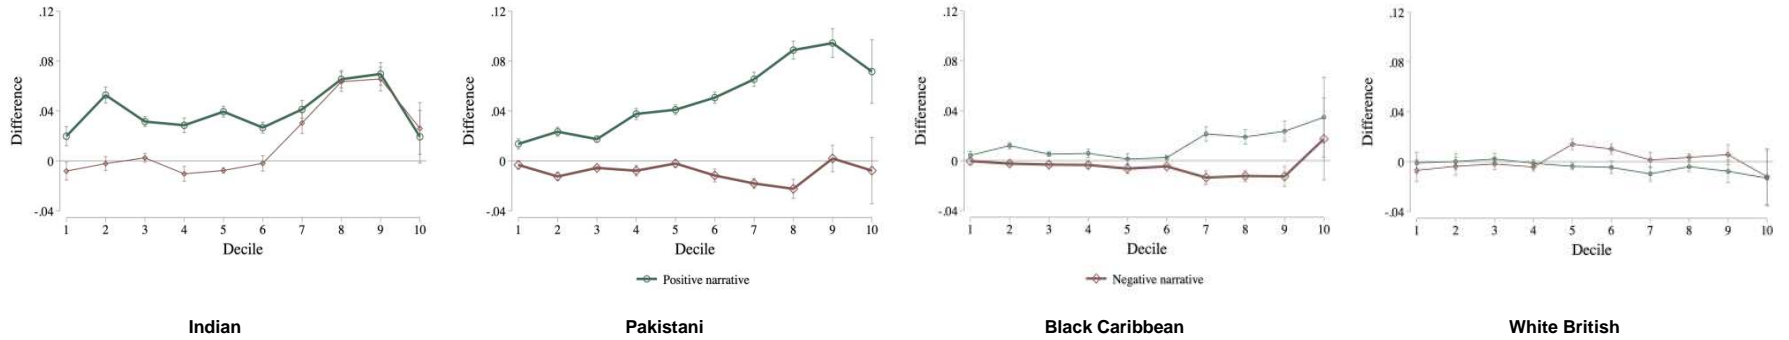 .12
.08
.04
0
-.04
Difference
1 2 3 4 5 6 7 8 9 10
Decile
.12
.08
.04
0
-.04
Difference
1 2 3 4 5 6 7 8 9 10
Decile
.12
.08
.04
0
-.04
Difference
1 2 3 4 5 6 7 8 9 10
Decile
.12
.08
.04
0
-.04
Difference
1 2 3 4 5 6 7 8 9 10
Decile
Positive narrative
Negative narrative
Indian
Pakistani
Black Caribbean
White British